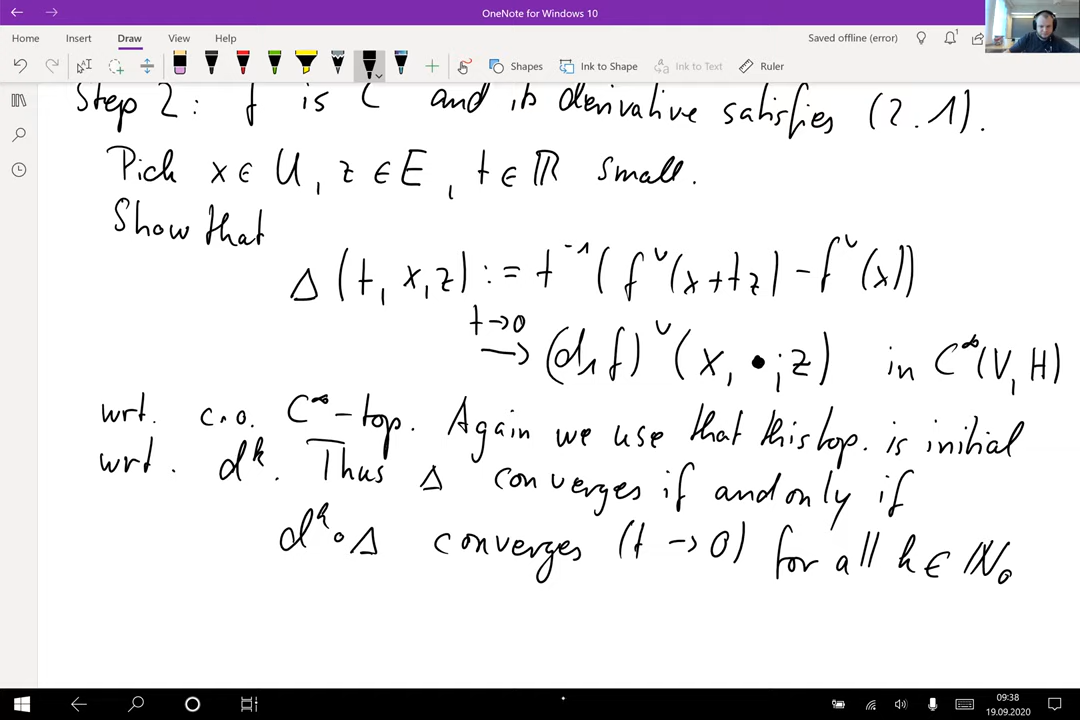 OneNote for Windows 10
Home Insert Draw View Help Saved offline (error)
Shapes Ink to Shape Ink to Text Ruler
Step 2: f is C and its derivative satisfies (2.1).
Pick x ∈ U, z ∈ E, t ∈ ℝ small.
Show that
Δ(t, x, z) := t⁻¹(f^∨(x+tz) - f^∨(x))
t→0
→ (d₁f)^∨(x, •; z) in C^∞(V, H)
wrt. c.o. C^∞-top. Again we use that this top. is initial
wrt. d^k. Thus Δ converges if and only if
d^k∘Δ converges (t → 0) for all k ∈ ℕ₀
09:38
19.09.2020